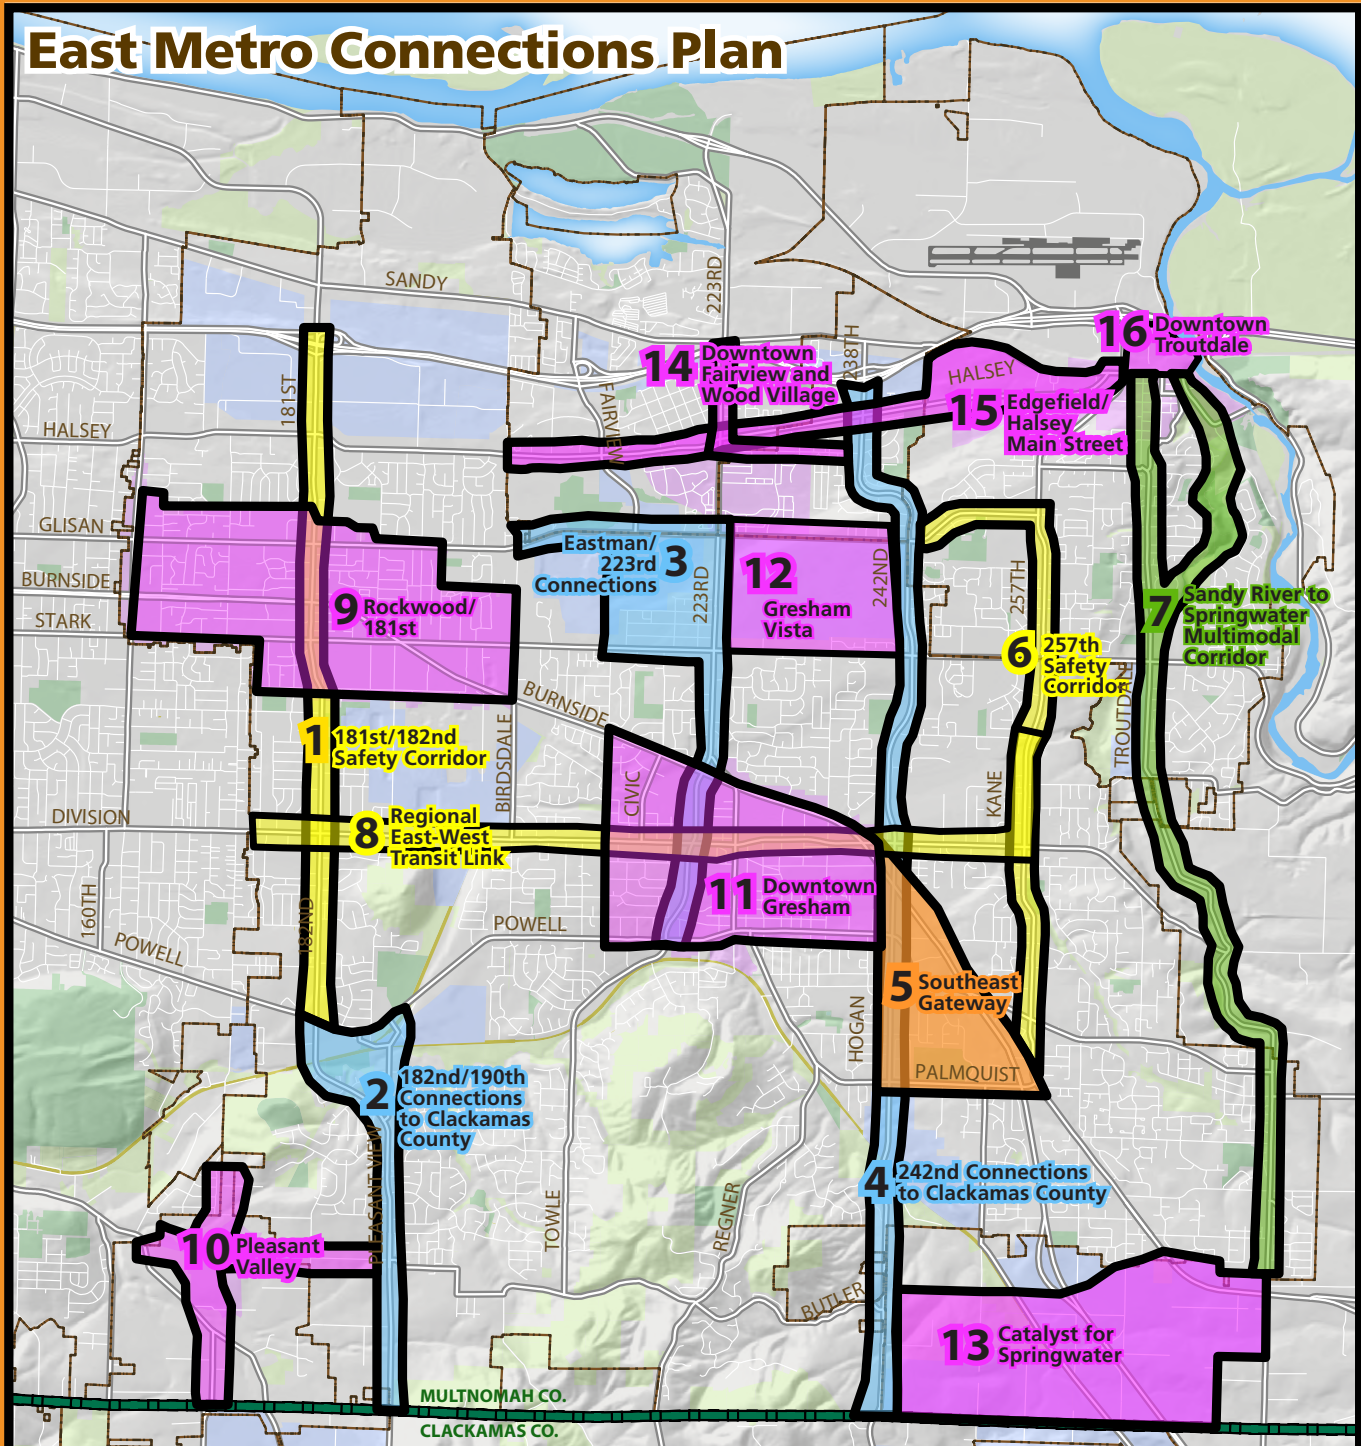 East Metro Connections Plan
SANDY
223RD
238TH
16 Downtown
Troutdale
14 Downtown
Fairview and
Wood Village
HALSEY
15 Edgefield/
Halsey
Main Street
181ST
FAIRVIEW
HALSEY
GLISAN
BURNSIDE
STARK
Eastman/
223rd
Connections
3
223RD
12
Gresham
Vista
242ND
257TH
9 Rockwood/
181st
6 257th
Safety
Corridor
7 Sandy River to
Springwater
Multimodal
Corridor
TROUTDALE
BURNSIDE
BIRDSDALE
1 181st/182nd
Safety Corridor
CIVIC
KANE
DIVISION
8 Regional
East-West
Transit Link
11 Downtown
Gresham
160TH
182ND
POWELL
POWELL
5 Southeast
Gateway
HOGAN
PALMQUIST
2 182nd/190th
Connections
to Clackamas
County
PLEASANT VIEW
4 242nd Connections
to Clackamas County
TOWLE
REGNER
10 Pleasant
Valley
BUTLER
13 Catalyst for
Springwater
MULTNOMAH CO.
CLACKAMAS CO.